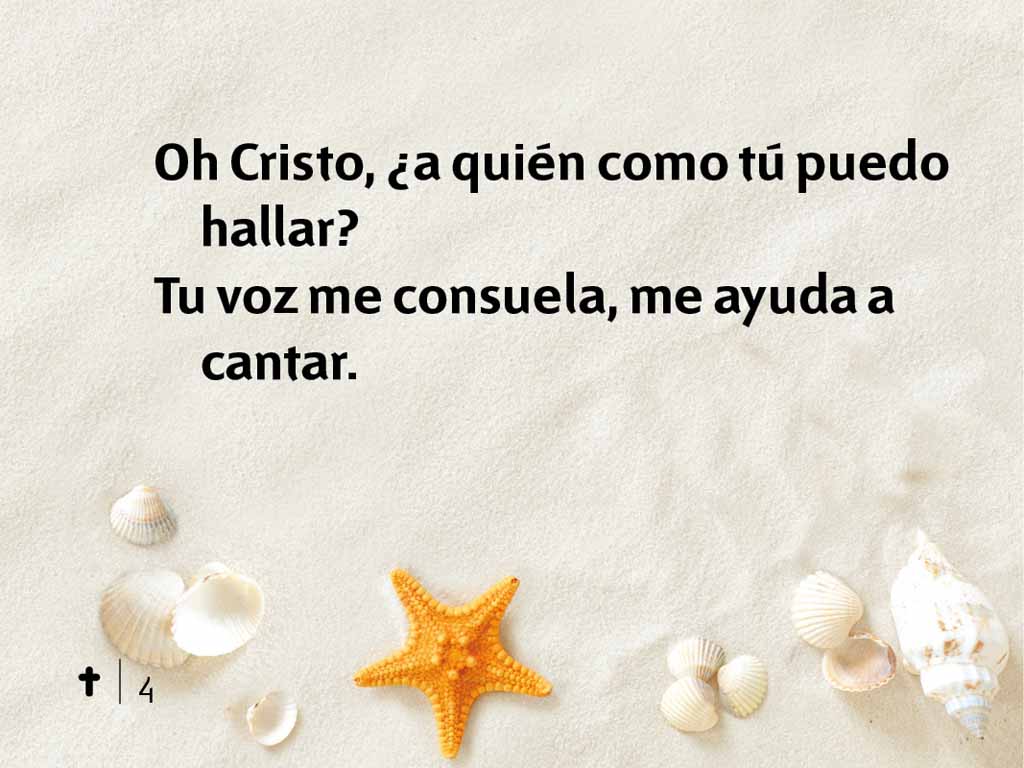 Oh Cristo, ¿a quién como tú puedo
hallar?
Tu voz me consuela, me ayuda a
cantar.
4